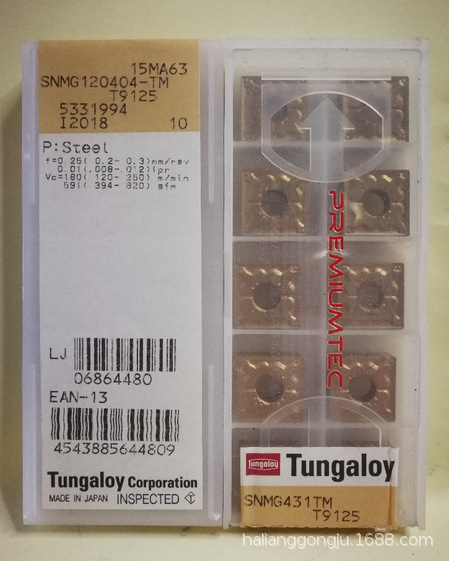 15MA63
SNMG120404-TM
T9125
5331994
I2018 10
P:Steel
f=0.25( 0.2- 0.3)mm/rev
0.01(.008-.012)ipr
Vc=180( 120- 250) m/min
591( 394- 820) sfm
LJ
06864480
EAN-13
4543885644809
Tungaloy Corporation
MADE IN JAPAN INSPECTED
PREMIUMTEC
Tungaloy Tungaloy
SNMG431TM
T9125
hailanggongju.1688.com